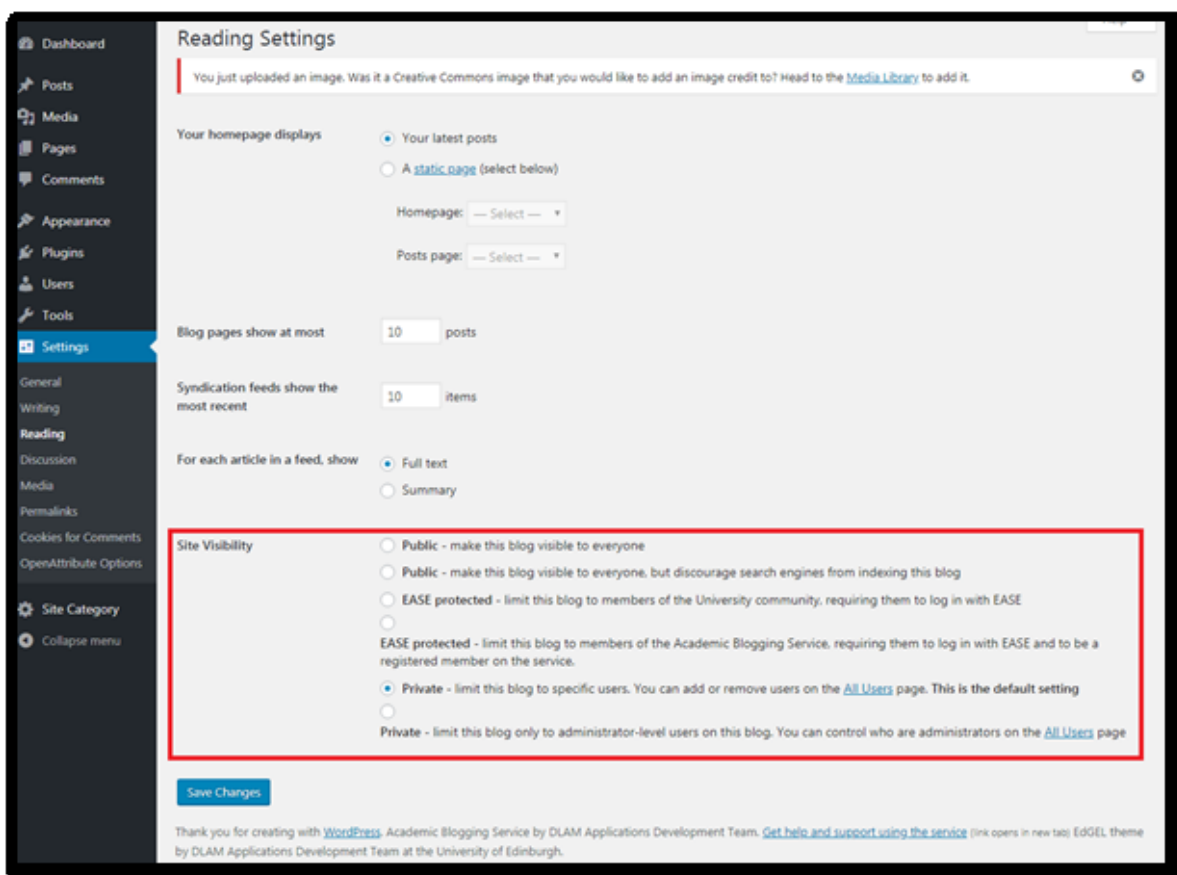 Dashboard
Posts
Media
Pages
Comments
Appearance
Plugins
Users
Tools
Settings
General
Writing
Reading
Discussion
Media
Permalinks
Cookies for Comments
OpenAttribute Options
Site Category
Collapse menu
Reading Settings
You just uploaded an image. Was it a Creative Commons image that you would like to add an image credit to? Head to the Media Library to add it.
Your homepage displays
Your latest posts
A static page (select below)
Homepage: — Select —
Posts page: — Select —
Blog pages show at most 10 posts
Syndication feeds show the
most recent
10 items
For each article in a feed, show
Full text
Summary
Site Visibility
Public - make this blog visible to everyone
Public - make this blog visible to everyone, but discourage search engines from indexing this blog
EASE protected - limit this blog to members of the University community, requiring them to log in with EASE
EASE protected - limit this blog to members of the Academic Blogging Service, requiring them to log in with EASE and to be a
registered member on the service.
Private - limit this blog to specific users. You can add or remove users on the All Users page. This is the default setting
Private - limit this blog only to administrator-level users on this blog. You can control who are administrators on the All Users page
Save Changes
Thank you for creating with WordPress. Academic Blogging Service by DLAM Applications Development Team. Get help and support using the service (link opens in new tab) EdGEL theme
by DLAM Applications Development Team at the University of Edinburgh.